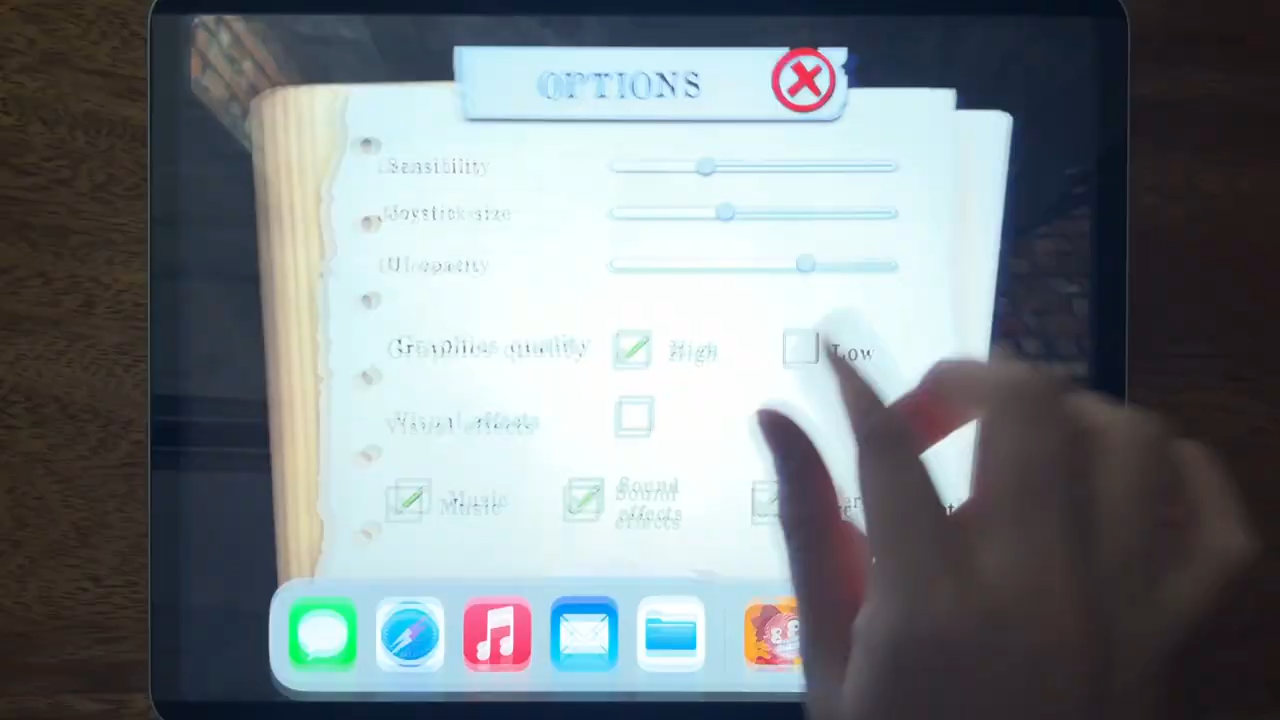 OPTIONS
Sensibility
Joystick size
UI opacity
Graphics quality High Low
Visual effects
Music Sound effects